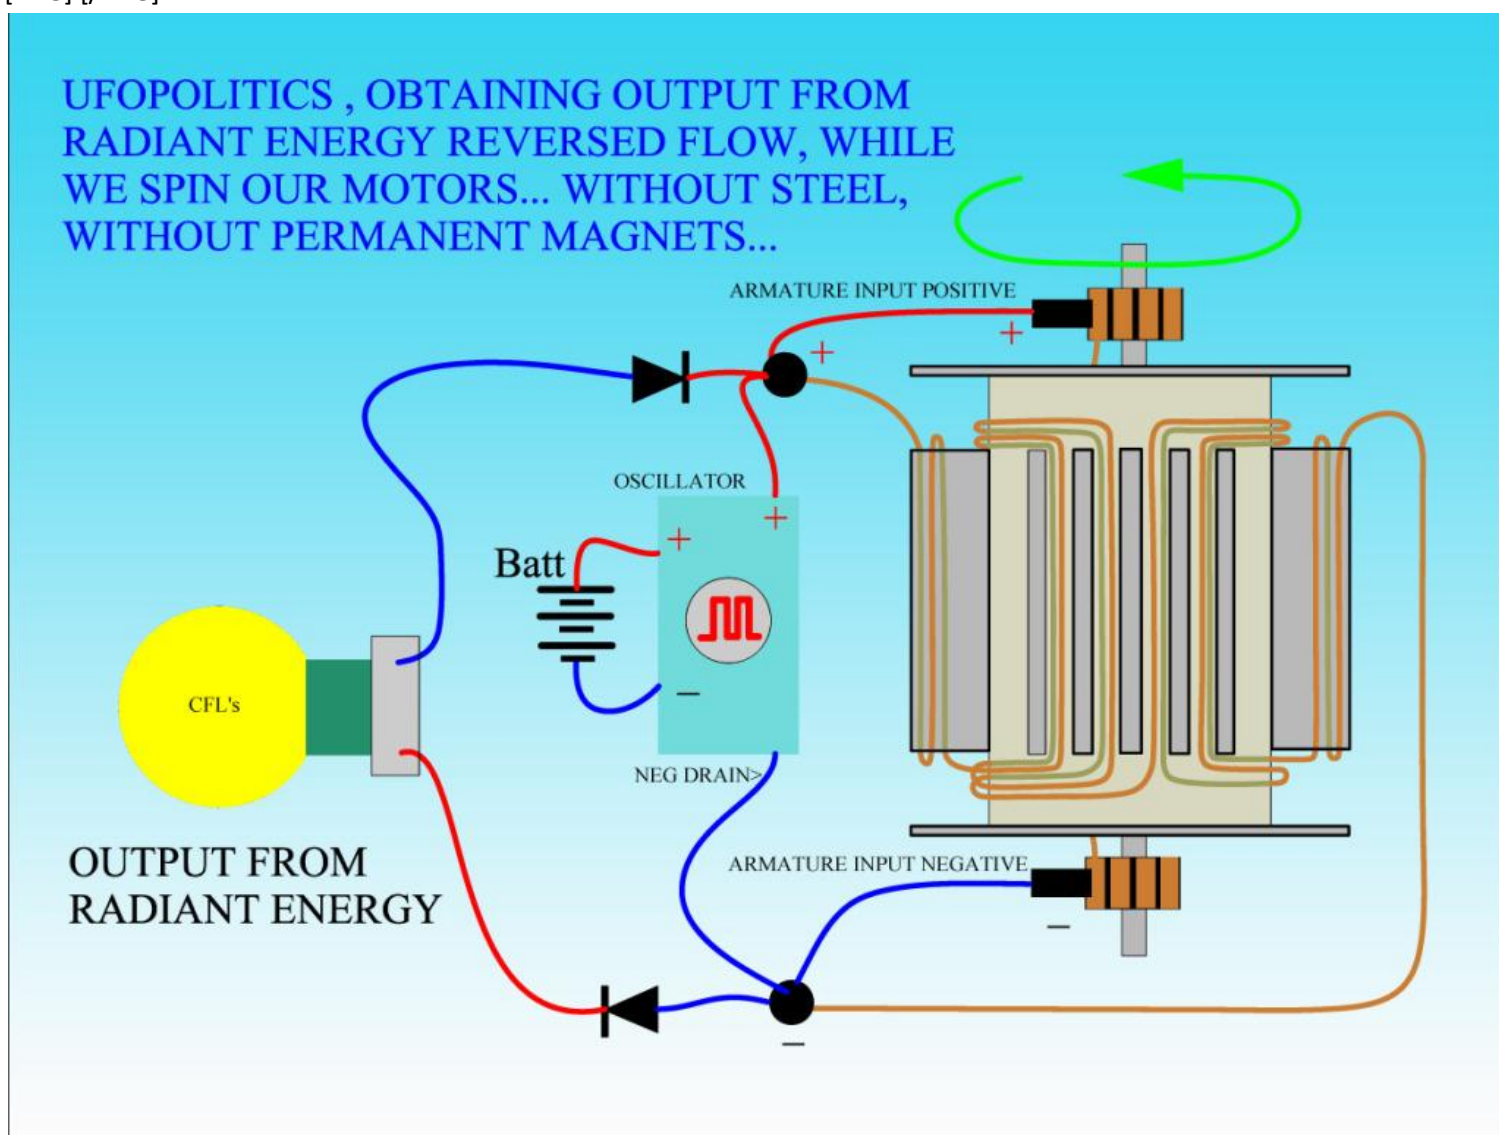 UFOPOLITICS , OBTAINING OUTPUT FROM
RADIANT ENERGY REVERSED FLOW, WHILE
WE SPIN OUR MOTORS... WITHOUT STEEL,
WITHOUT PERMANENT MAGNETS...
ARMATURE INPUT POSITIVE
+
+
OSCILLATOR
+
+
Batt
−
CFL's
NEG DRAIN>
OUTPUT FROM
RADIANT ENERGY
ARMATURE INPUT NEGATIVE
−
−